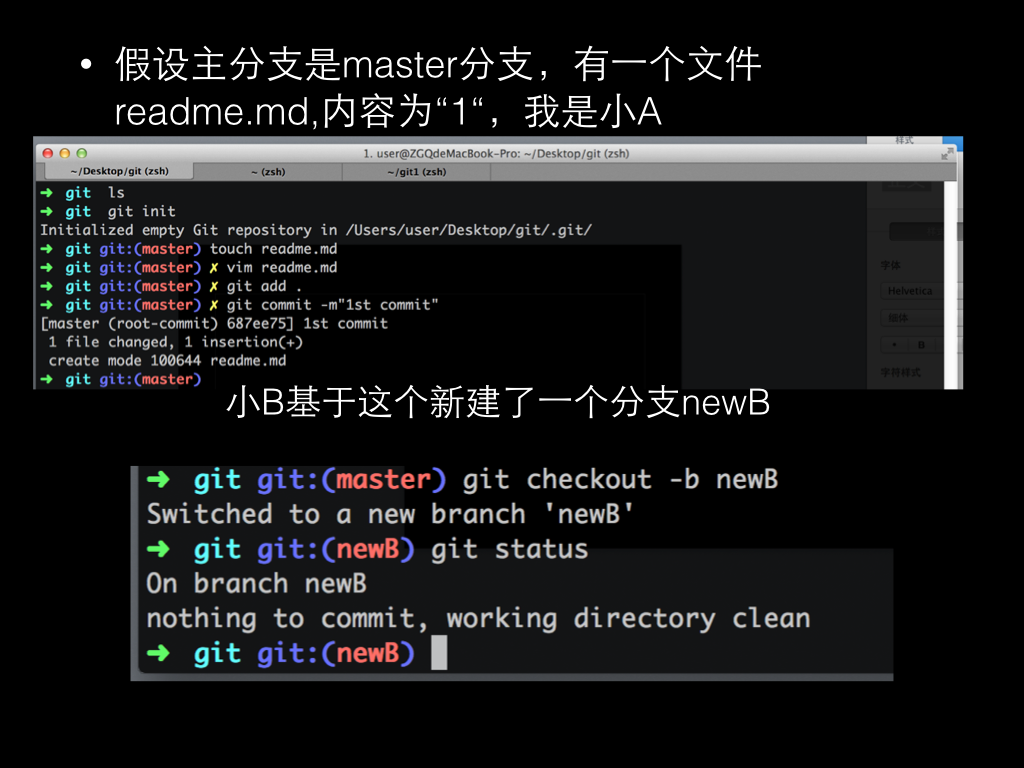 • 假设主分支是master分支，有一个文件
readme.md,内容为“1“，我是小A
样式
1. user@ZGQdeMacBook-Pro: ~/Desktop/git (zsh)
~/Desktop/git (zsh)
~ (zsh)
~/git1 (zsh)
➜ git ls
➜ git git init
Initialized empty Git repository in /Users/user/Desktop/git/.git/
➜ git git:(master) touch readme.md
➜ git git:(master) ✗ vim readme.md
➜ git git:(master) ✗ git add .
➜ git git:(master) ✗ git commit -m"1st commit"
[master (root-commit) 687ee75] 1st commit
1 file changed, 1 insertion(+)
create mode 100644 readme.md
➜ git git:(master)
字体
Helvetica
细体
B
字符样式
小B基于这个新建了一个分支newB
➜ git git:(master) git checkout -b newB
Switched to a new branch 'newB'
➜ git git:(newB) git status
On branch newB
nothing to commit, working directory clean
➜ git git:(newB)